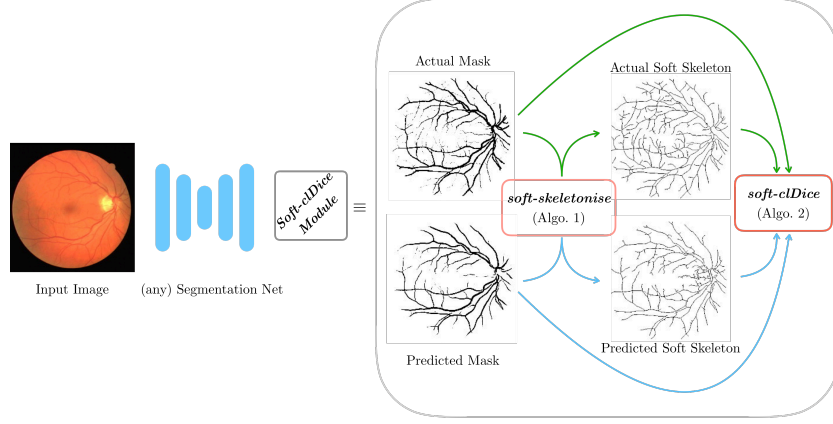 Input Image
(any) Segmentation Net
Soft-clDice
Module
≡
Actual Mask
Actual Soft Skeleton
soft-skeletonise
(Algo. 1)
soft-clDice
(Algo. 2)
Predicted Mask
Predicted Soft Skeleton